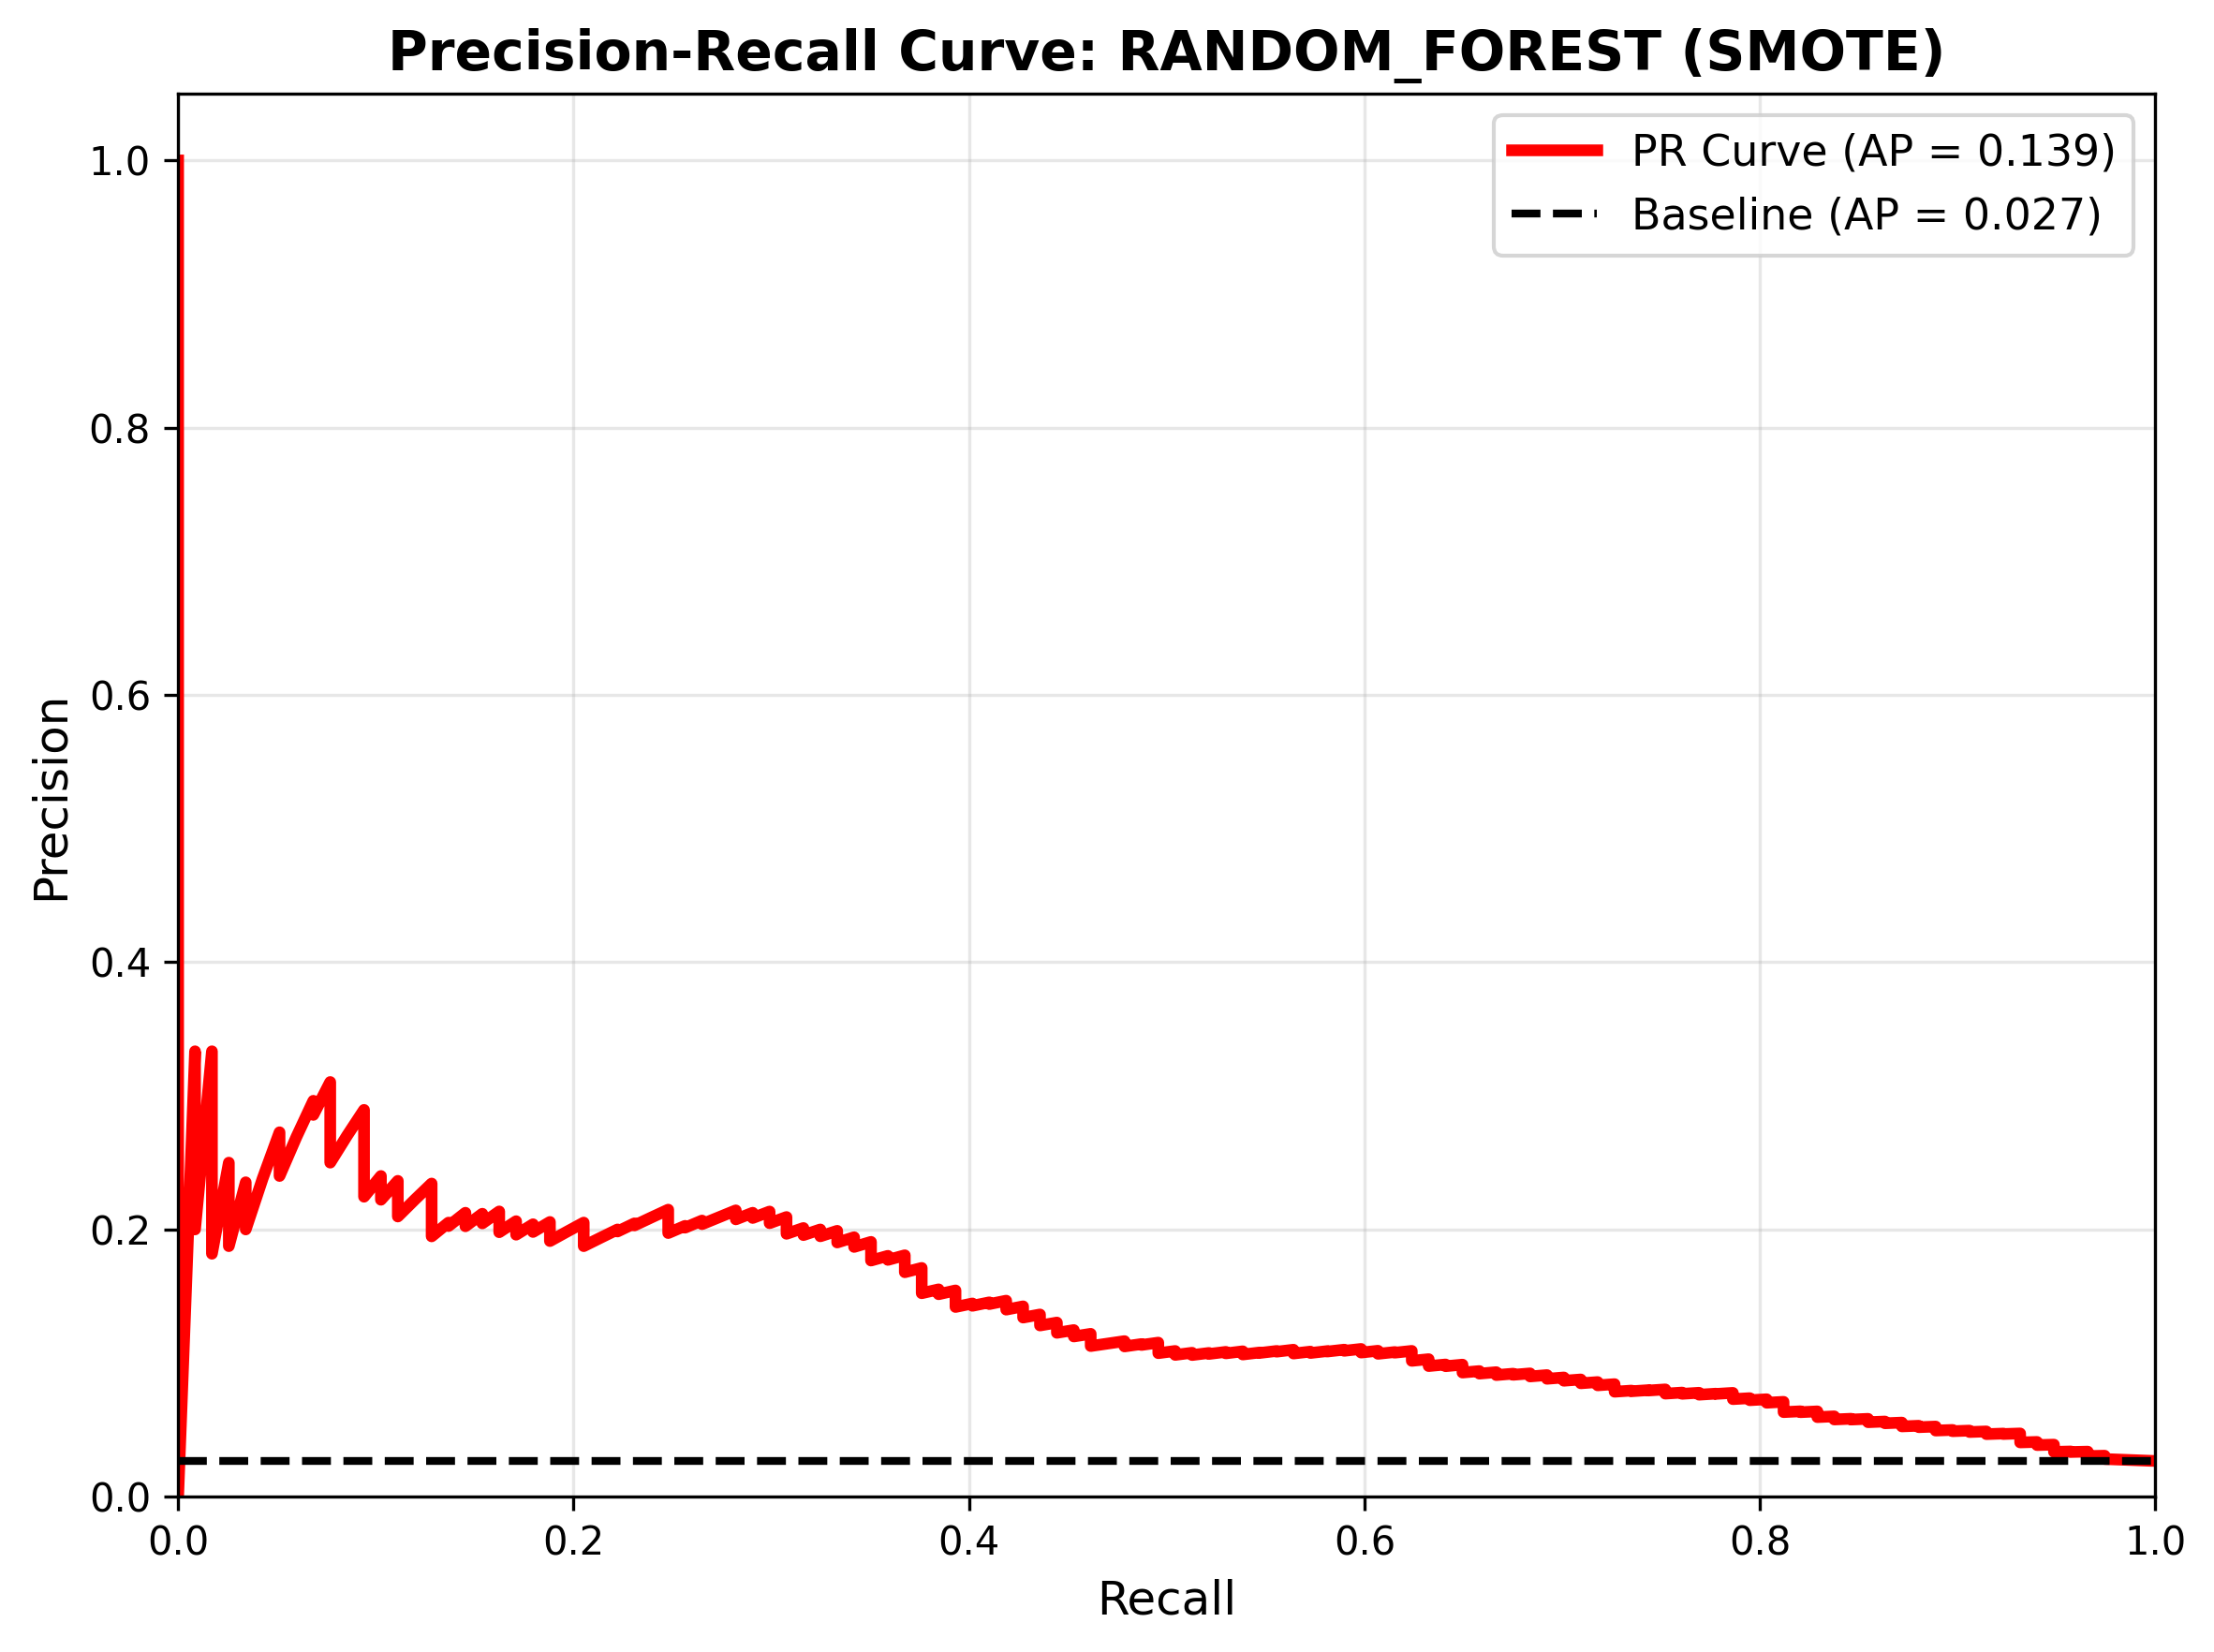 Precision-Recall Curve: RANDOM_FOREST (SMOTE)
PR Curve (AP = 0.139)
Baseline (AP = 0.027)
Precision
1.0
0.8
0.6
0.4
0.2
0.0
0.0 0.2 0.4 0.6 0.8 1.0
Recall